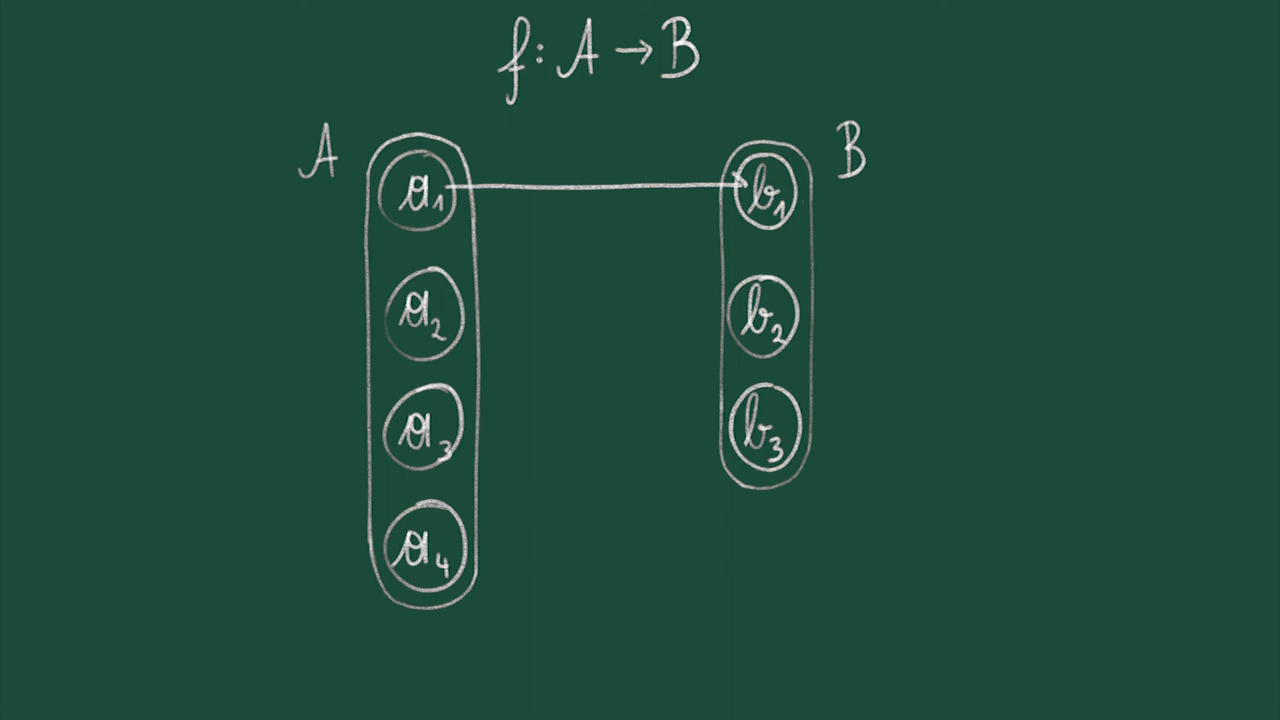 f: A → B
A
B
a₁
b₁
a₂
b₂
a₃
b₃
a₄